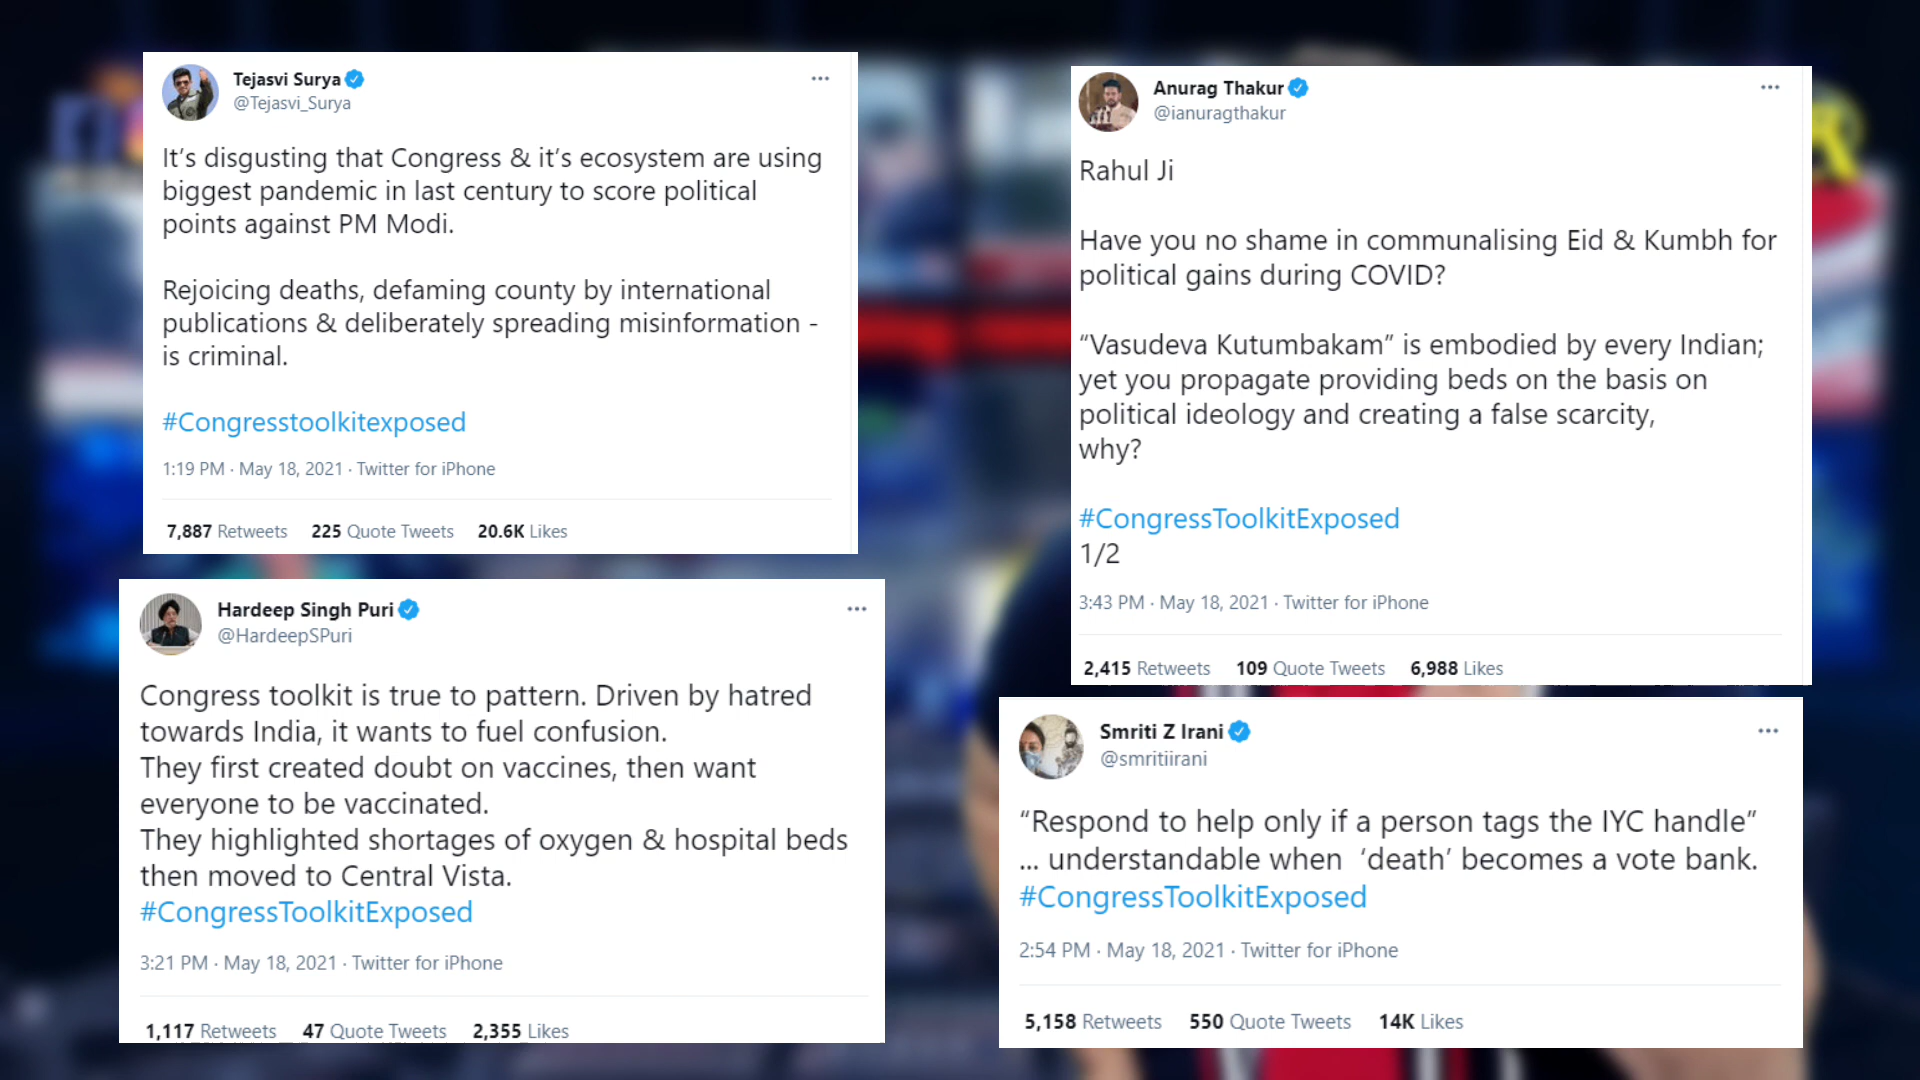 Tejasvi Surya
@Tejasvi_Surya
It's disgusting that Congress & it's ecosystem are using
biggest pandemic in last century to score political
points against PM Modi.
Rejoicing deaths, defaming county by international
publications & deliberately spreading misinformation -
is criminal.
#Congresstoolkitexposed
1:19 PM · May 18, 2021 · Twitter for iPhone
7,887 Retweets 225 Quote Tweets 20.6K Likes
Anurag Thakur
@ianuragthakur
Rahul Ji
Have you no shame in communalising Eid & Kumbh for
political gains during COVID?
“Vasudeva Kutumbakam” is embodied by every Indian;
yet you propagate providing beds on the basis on
political ideology and creating a false scarcity,
why?
#CongressToolkitExposed
1/2
3:43 PM · May 18, 2021 · Twitter for iPhone
2,415 Retweets 109 Quote Tweets 6,988 Likes
Hardeep Singh Puri
@HardeepSPuri
Congress toolkit is true to pattern. Driven by hatred
towards India, it wants to fuel confusion.
They first created doubt on vaccines, then want
everyone to be vaccinated.
They highlighted shortages of oxygen & hospital beds
then moved to Central Vista.
#CongressToolkitExposed
3:21 PM · May 18, 2021 · Twitter for iPhone
1,117 Retweets 47 Quote Tweets 2,355 Likes
Smriti Z Irani
@smritiirani
“Respond to help only if a person tags the IYC handle”
... understandable when ‘death’ becomes a vote bank.
#CongressToolkitExposed
2:54 PM · May 18, 2021 · Twitter for iPhone
5,158 Retweets 550 Quote Tweets 14K Likes